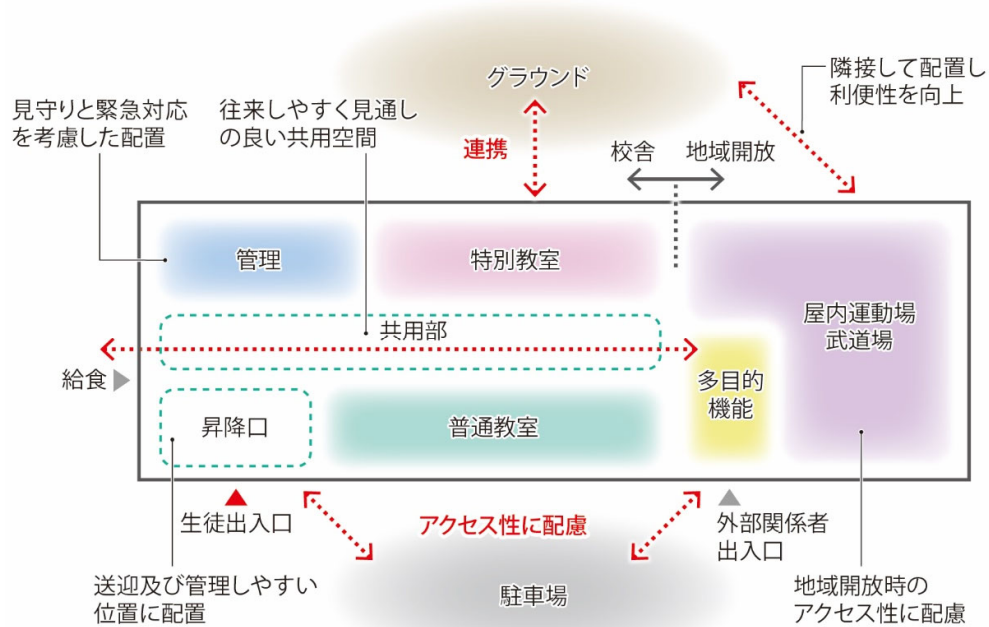 グラウンド
隣接して配置し
利便性を向上
見守りと緊急対応
を考慮した配置
往来しやすく見通し
の良い共用空間
連携
校舎
地域開放
管理
特別教室
屋内運動場
武道場
共用部
給食
多目的
機能
昇降口
普通教室
生徒出入口
アクセス性に配慮
外部関係者
出入口
送迎及び管理しやすい
位置に配置
駐車場
地域開放時の
アクセス性に配慮